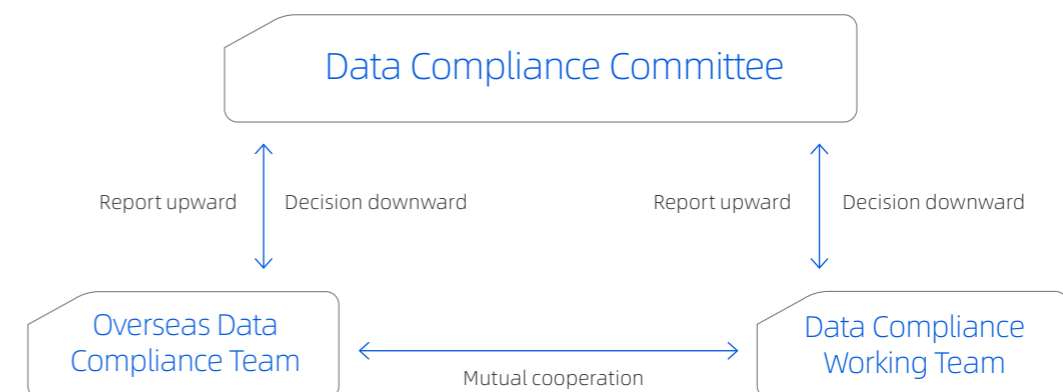 Data Compliance Committee
Report upward
Decision downward
Report upward
Decision downward
Overseas Data
Compliance Team
Mutual cooperation
Data Compliance
Working Team